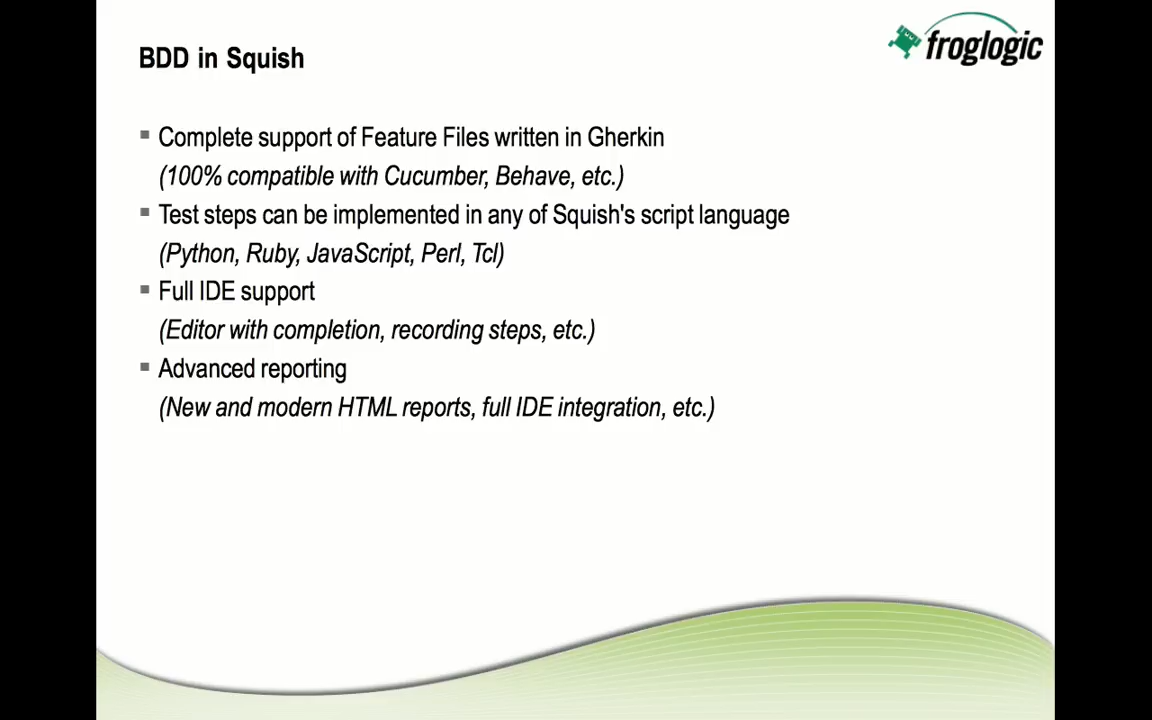 BDD in Squish
froglogic
▪ Complete support of Feature Files written in Gherkin
(100% compatible with Cucumber, Behave, etc.)
▪ Test steps can be implemented in any of Squish's script language
(Python, Ruby, JavaScript, Perl, Tcl)
▪ Full IDE support
(Editor with completion, recording steps, etc.)
▪ Advanced reporting
(New and modern HTML reports, full IDE integration, etc.)